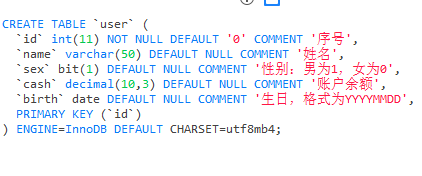 CREATE TABLE `user` (
  `id` int(11) NOT NULL DEFAULT '0' COMMENT '序号',
  `name` varchar(50) DEFAULT NULL COMMENT '姓名',
  `sex` bit(1) DEFAULT NULL COMMENT '性别：男为1，女为0',
  `cash` decimal(10,3) DEFAULT NULL COMMENT '账户余额',
  `birth` date DEFAULT NULL COMMENT '生日，格式为YYYYMMDD',
  PRIMARY KEY (`id`)
) ENGINE=InnoDB DEFAULT CHARSET=utf8mb4;